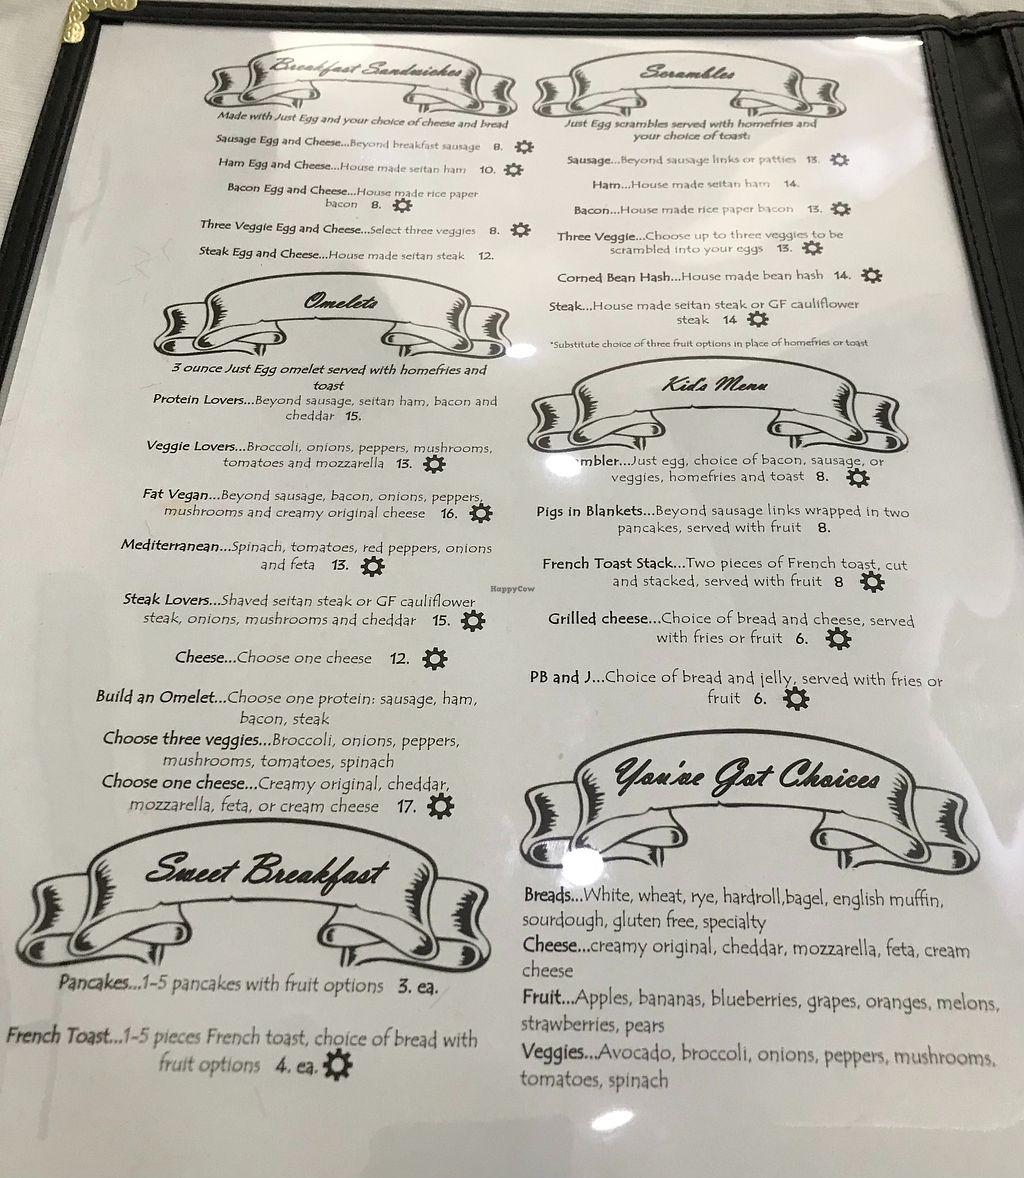 Breakfast Sandwiches
Made with Just Egg and your choice of cheese and bread
Sausage Egg and Cheese...Beyond breakfast sausage 8.
Ham Egg and Cheese...House made seitan ham 10.
Bacon Egg and Cheese...House made rice paper
bacon 8.
Three Veggie Egg and Cheese...Select three veggies 8.
Steak Egg and Cheese...House made seitan steak 12.
Omelets
3 ounce Just Egg omelet served with homefries and
toast
Protein Lovers...Beyond sausage, seitan ham, bacon and
cheddar 15.
Veggie Lovers...Broccoli, onions, peppers, mushrooms,
tomatoes and mozzarella 13.
Fat Vegan...Beyond sausage, bacon, onions, peppers,
mushrooms and creamy original cheese 16.
Mediterranean...Spinach, tomatoes, red peppers, onions
and feta 13.
Steak Lovers...Shaved seitan steak or GF cauliflower
steak, onions, mushrooms and cheddar 15.
Cheese...Choose one cheese 12.
Build an Omelet...Choose one protein: sausage, ham,
bacon, steak
Choose three veggies...Broccoli, onions, peppers,
mushrooms, tomatoes, spinach
Choose one cheese...Creamy original, cheddar,
mozzarella, feta, or cream cheese 17.
Sweet Breakfast
Pancakes...1-5 pancakes with fruit options 3. ea.
French Toast...1-5 pieces French toast, choice of bread with
fruit options 4. ea.
Scrambles
Just Egg scrambles served with homefries and
your choice of toast:
Sausage...Beyond sausage links or patties 13.
Ham...House made seitan ham 14.
Bacon...House made rice paper bacon 13.
Three Veggie...Choose up to three veggies to be
scrambled into your eggs 13.
Corned Bean Hash...House made bean hash 14.
Steak...House made seitan steak or GF cauliflower
steak 14
*Substitute choice of three fruit options in place of homefries or toast
Kid's Menu
mbler...Just egg, choice of bacon, sausage, or
veggies, homefries and toast 8.
Pigs in Blankets...Beyond sausage links wrapped in two
pancakes, served with fruit 8.
French Toast Stack...Two pieces of French toast, cut
and stacked, served with fruit 8
Grilled cheese...Choice of bread and cheese, served
with fries or fruit 6.
PB and J...Choice of bread and jelly, served with fries or
fruit 6.
You've Got Choices
Breads...White, wheat, rye, hardroll,bagel, english muffin,
sourdough, gluten free, specialty
Cheese...creamy original, cheddar, mozzarella, feta, cream
cheese
Fruit...Apples, bananas, blueberries, grapes, oranges, melons,
strawberries, pears
Veggies...Avocado, broccoli, onions, peppers, mushrooms,
tomatoes, spinach
HappyCow